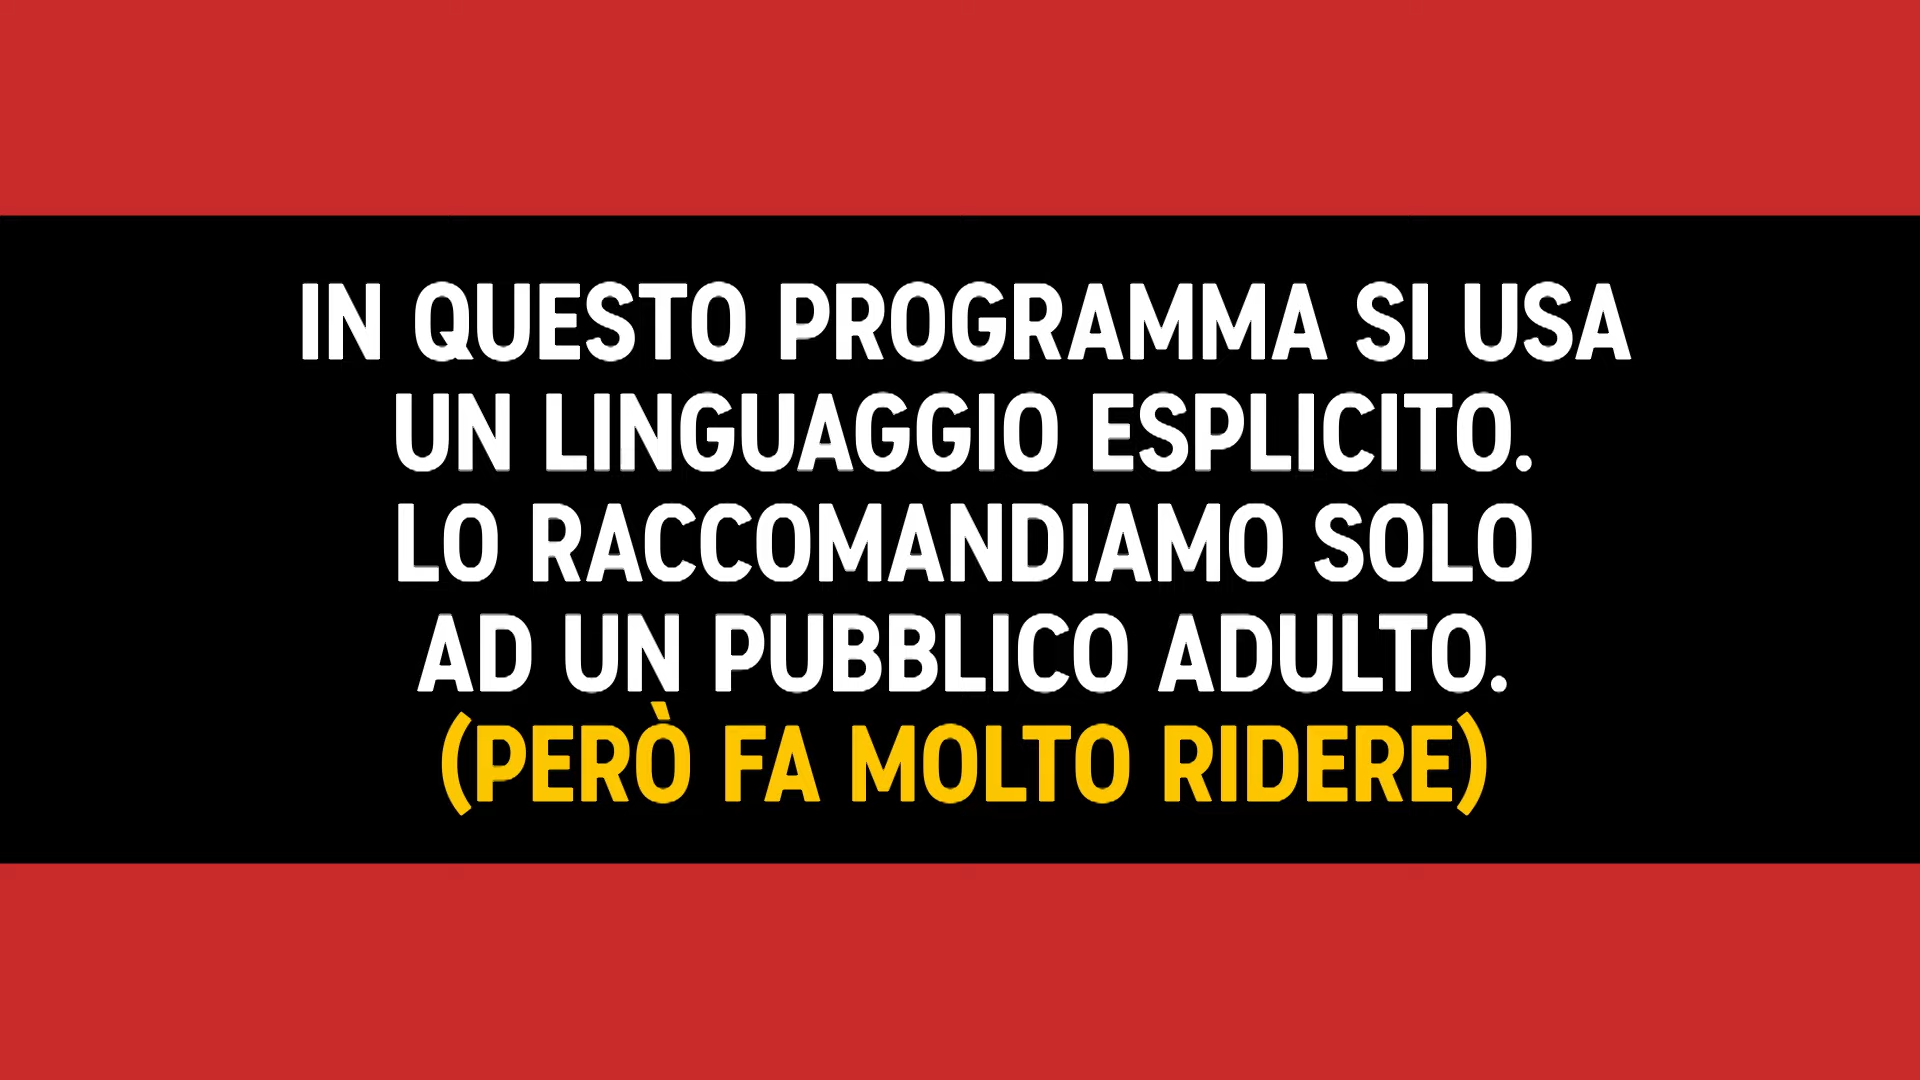 IN QUESTO PROGRAMMA SI USA
UN LINGUAGGIO ESPLICITO.
LO RACCOMANDIAMO SOLO
AD UN PUBBLICO ADULTO.
(PERÒ FA MOLTO RIDERE)